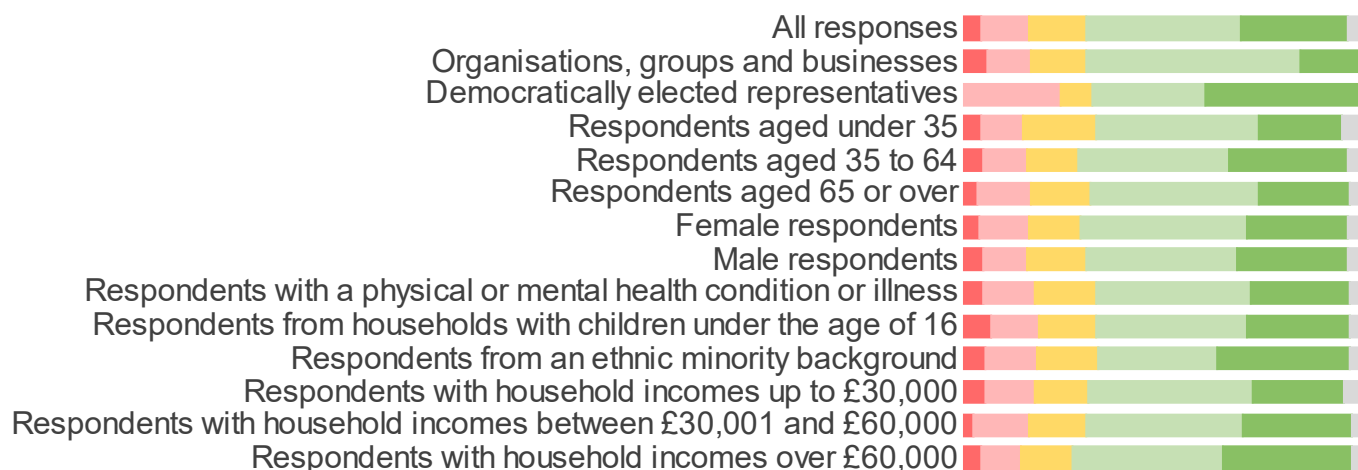 All responses
Organisations, groups and businesses
Democratically elected representatives
Respondents aged under 35
Respondents aged 35 to 64
Respondents aged 65 or over
Female respondents
Male respondents
Respondents with a physical or mental health condition or illness
Respondents from households with children under the age of 16
Respondents from an ethnic minority background
Respondents with household incomes up to £30,000
Respondents with household incomes between £30,001 and £60,000
Respondents with household incomes over £60,000